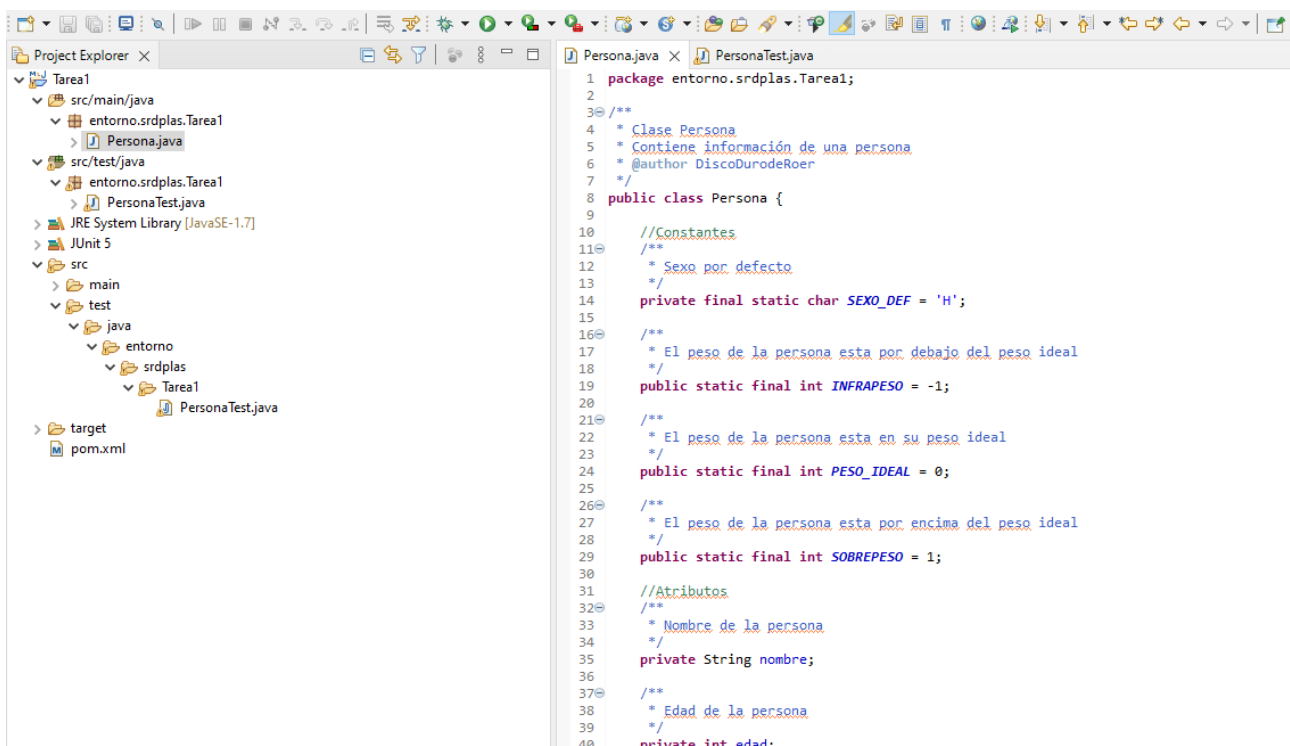 Project Explorer
Tarea1
src/main/java
entorno.srdplas.Tarea1
Persona.java
src/test/java
entorno.srdplas.Tarea1
PersonaTest.java
JRE System Library [JavaSE-1.7]
JUnit 5
src
main
test
java
entorno
srdplas
Tarea1
PersonaTest.java
target
pom.xml
Persona.java
PersonaTest.java
1 package entorno.srdplas.Tarea1;
2
3 /**
4 * Clase Persona
5 * Contiene información de una persona
6 * @author DiscoDurodeRoer
7 */
8 public class Persona {
9
10 //Constantes
11 /**
12 * Sexo por defecto
13 */
14 private final static char SEXO_DEF = 'H';
15
16 /**
17 * El peso de la persona esta por debajo del peso ideal
18 */
19 public static final int INFRAPESO = -1;
20
21 /**
22 * El peso de la persona esta en su peso ideal
23 */
24 public static final int PESO_IDEAL = 0;
25
26 /**
27 * El peso de la persona esta por encima del peso ideal
28 */
29 public static final int SOBREPESO = 1;
30
31 //Atributos
32 /**
33 * Nombre de la persona
34 */
35 private String nombre;
36
37 /**
38 * Edad de la persona
39 */
40 private int edad;